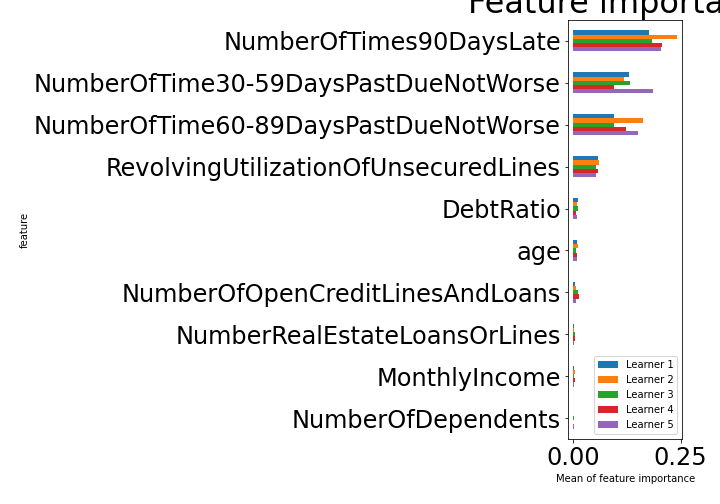 Feature importa
NumberOfTimes90DaysLate
NumberOfTime30-59DaysPastDueNotWorse
NumberOfTime60-89DaysPastDueNotWorse
RevolvingUtilizationOfUnsecuredLines
DebtRatio
age
NumberOfOpenCreditLinesAndLoans
NumberRealEstateLoansOrLines
MonthlyIncome
NumberOfDependents
feature
Learner 1
Learner 2
Learner 3
Learner 4
Learner 5
0.00 0.25
Mean of feature importance